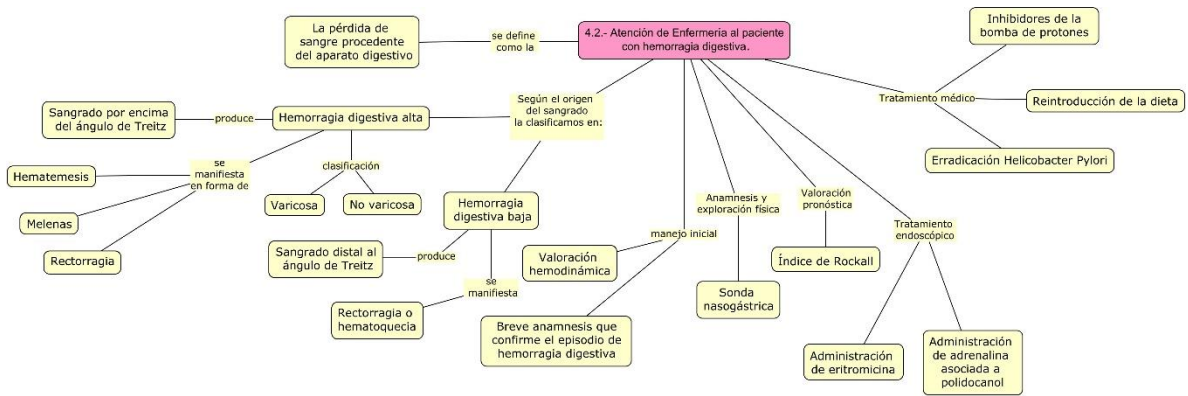 La pérdida de
sangre procedente
del aparato digestivo
se define
como la
4.2.- Atención de Enfermería al paciente
con hemorragia digestiva.
Inhibidores de la
bomba de protones
Tratamiento médico
Reintroducción de la dieta
Erradicación Helicobacter Pylori
Según el origen
del sangrado
la clasificamos en:
Sangrado por encima
del ángulo de Treitz
produce
Hemorragia digestiva alta
se
manifiesta
en forma de
Hematemesis
Melenas
Rectorragia
clasificación
Varicosa
No varicosa
Hemorragia
digestiva baja
Sangrado distal al
ángulo de Treitz
produce
se
manifiesta
Rectorragia o
hematoquecia
manejo inicial
Valoración
hemodinámica
Breve anamnesis que
confirme el episodio de
hemorragia digestiva
Anamnesis y
exploración física
Sonda
nasogástrica
Valoración
pronóstica
Índice de Rockall
Tratamiento
endoscópico
Administración
de eritromicina
Administración
de adrenalina
asociada a
polidocanol